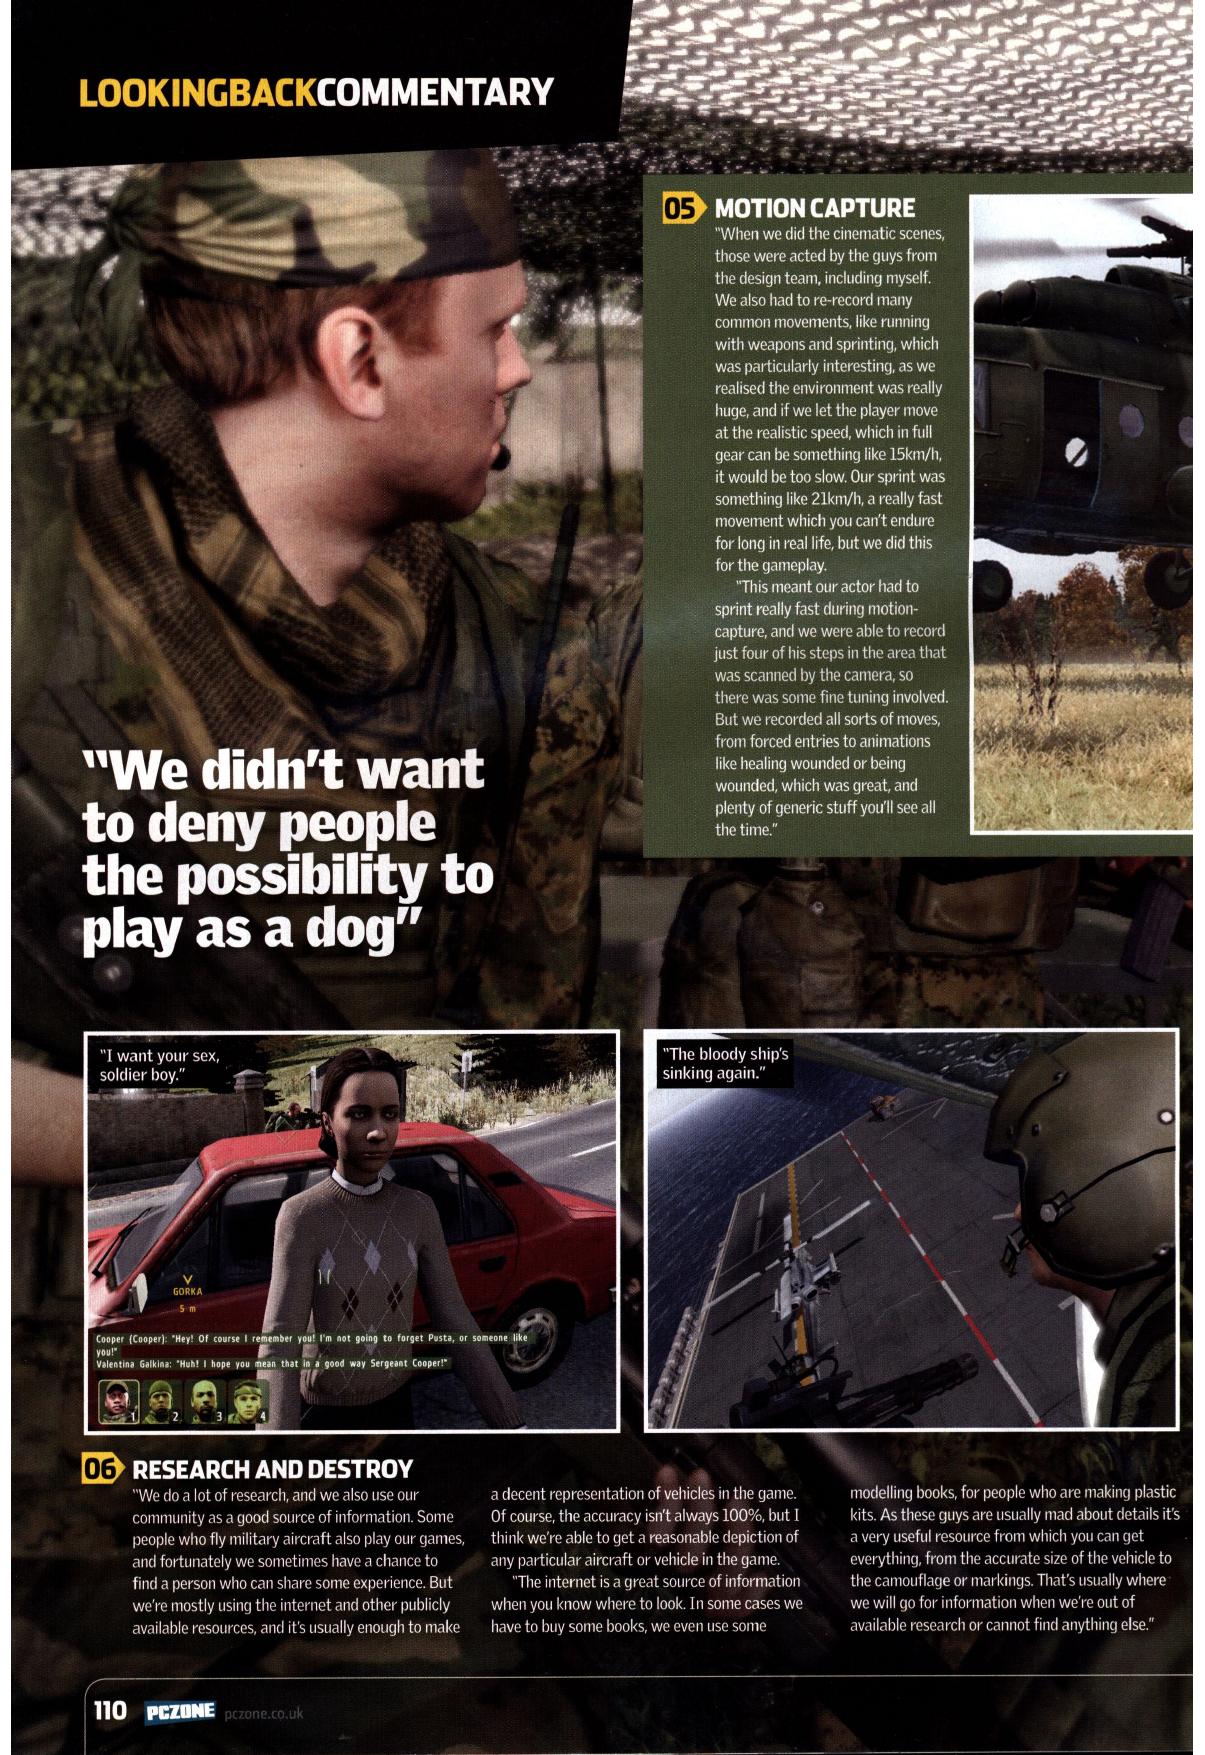 LOOKINGBACKCOMMENTARY
05 MOTION CAPTURE
"When we did the cinematic scenes,
those were acted by the guys from
the design team, including myself.
We also had to re-record many
common movements, like running
with weapons and sprinting, which
was particularly interesting, as we
realised the environment was really
huge, and if we let the player move
at the realistic speed, which in full
gear can be something like 15km/h,
it would be too slow. Our sprint was
something like 21km/h, a really fast
movement which you can't endure
for long in real life, but we did this
for the gameplay.
"This meant our actor had to
sprint really fast during motion-
capture, and we were able to record
just four of his steps in the area that
was scanned by the camera, so
there was some fine tuning involved.
But we recorded all sorts of moves,
from forced entries to animations
like healing wounded or being
wounded, which was great, and
plenty of generic stuff you'll see all
the time."
"We didn't want
to deny people
the possibility to
play as a dog"
"I want your sex,
soldier boy."
GORKA
5 m
Cooper (Cooper): "Hey! Of course I remember you! I'm not going to forget Pusta, or someone like
you!"
Valentina Galkina: "Huh! I hope you mean that in a good way Sergeant Cooper!"
1 2 3 4
"The bloody ship's
sinking again."
06 RESEARCH AND DESTROY
"We do a lot of research, and we also use our
community as a good source of information. Some
people who fly military aircraft also play our games,
and fortunately we sometimes have a chance to
find a person who can share some experience. But
we're mostly using the internet and other publicly
available resources, and it's usually enough to make
a decent representation of vehicles in the game.
Of course, the accuracy isn't always 100%, but I
think we're able to get a reasonable depiction of
any particular aircraft or vehicle in the game.
"The internet is a great source of information
when you know where to look. In some cases we
have to buy some books, we even use some
modelling books, for people who are making plastic
kits. As these guys are usually mad about details it's
a very useful resource from which you can get
everything, from the accurate size of the vehicle to
the camouflage or markings. That's usually where
we will go for information when we're out of
available research or cannot find anything else."
110 PCZONE pczone.co.uk